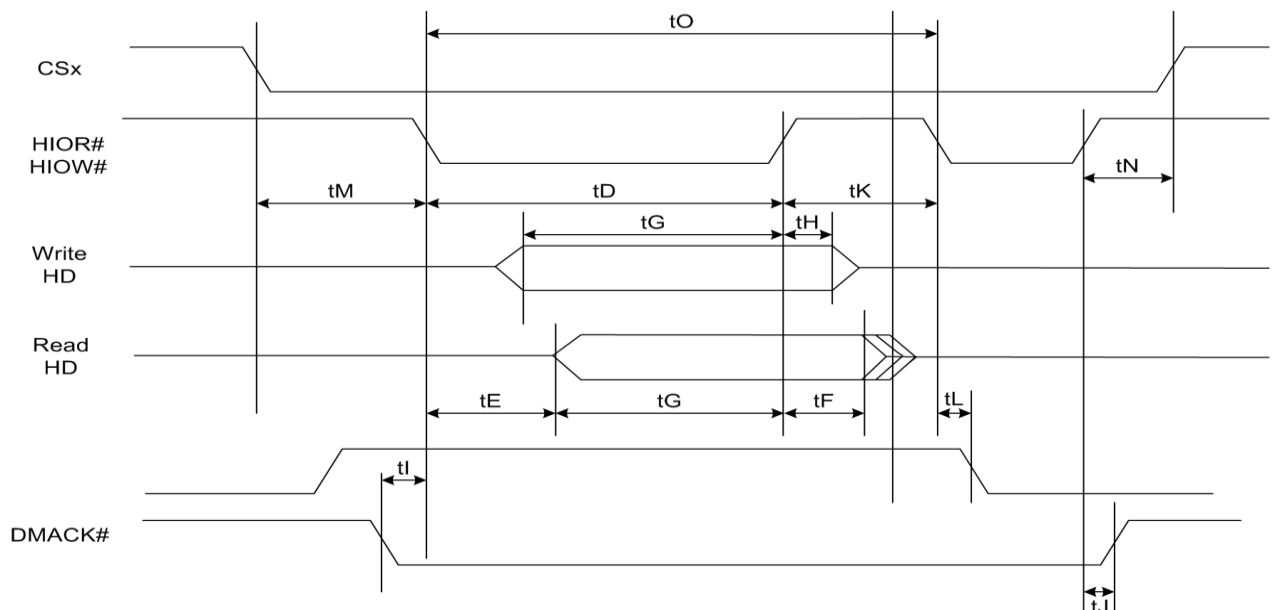 tO
CSx
HIOR#
HIOW#
tN
tM
tD
tK
tG
tH
Write
HD
Read
HD
tE
tG
tF
tL
tI
DMACK#
tJ